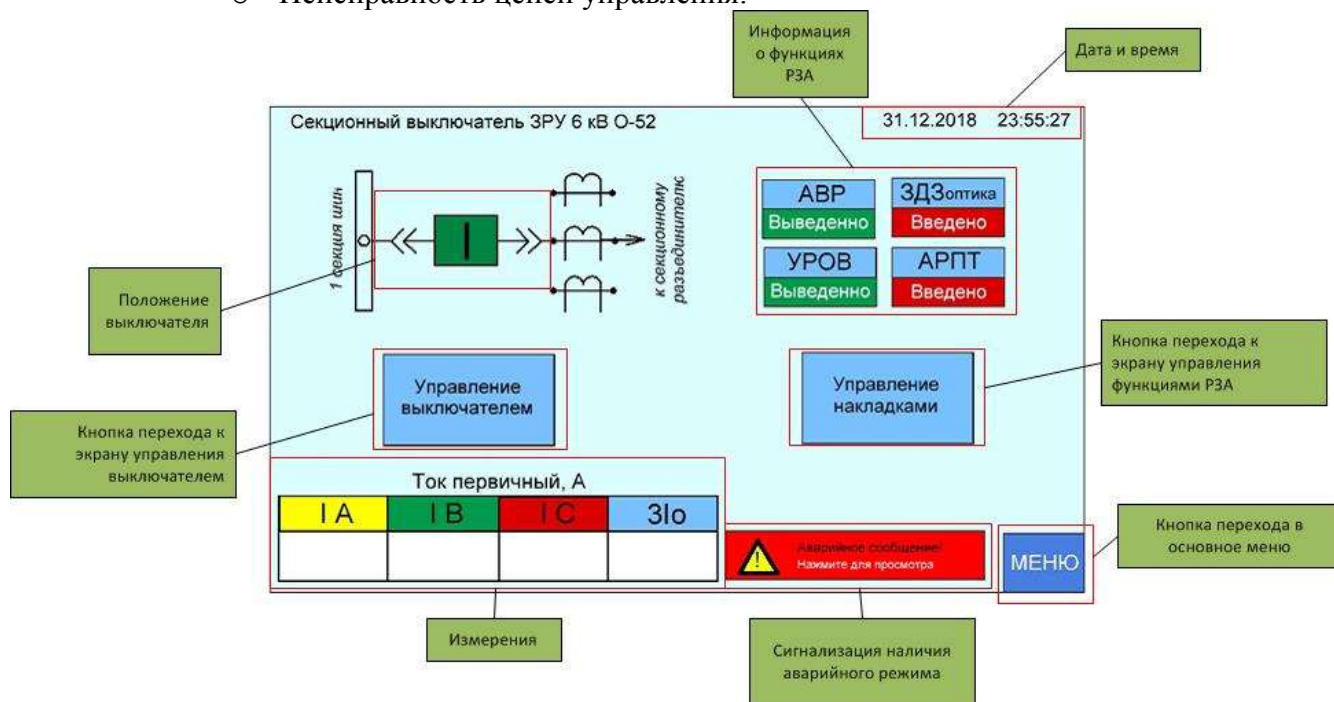 Неисправность цепей управления.
Информация
о функциях
РЗА
Дата и время
Секционный выключатель ЗРУ 6 кВ О-52
31.12.2018 23:55:27
1 секция шин
к секционному
разъединителю
АВР
Выведенно
ЗДЗоптика
Введено
УРОВ
Выведенно
АРПТ
Введено
Положение
выключателя
Кнопка перехода к
экрану управления
функциями РЗА
Управление
выключателем
Управление
накладками
Кнопка перехода к
экрану управления
выключателем
Ток первичный, А
I A
I B
I C
3Io
Аварийное сообщение!
Нажмите для просмотра
МЕНЮ
Кнопка перехода в
основное меню
Измерения
Сигнализация наличия
аварийного режима